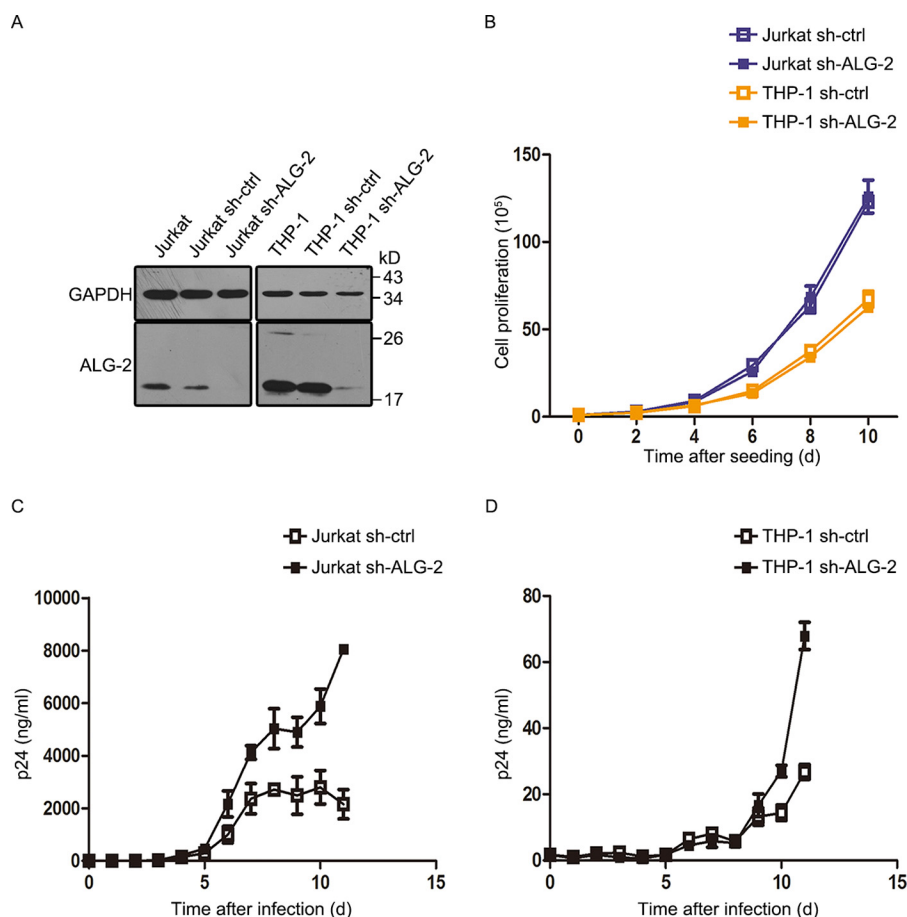 A
Jurkat
Jurkat sh-ctrl
Jurkat sh-ALG-2
THP-1
THP-1 sh-ctrl
THP-1 sh-ALG-2
kD
GAPDH
43
34
ALG-2
26
17
B
Jurkat sh-ctrl
Jurkat sh-ALG-2
THP-1 sh-ctrl
THP-1 sh-ALG-2
Cell proliferation (10⁵)
150
100
50
0
0 2 4 6 8 10
Time after seeding (d)
C
Jurkat sh-ctrl
Jurkat sh-ALG-2
p24 (ng/ml)
10000
8000
6000
4000
2000
0
0 5 10 15
Time after infection (d)
D
THP-1 sh-ctrl
THP-1 sh-ALG-2
p24 (ng/ml)
80
60
40
20
0
0 5 10 15
Time after infection (d)